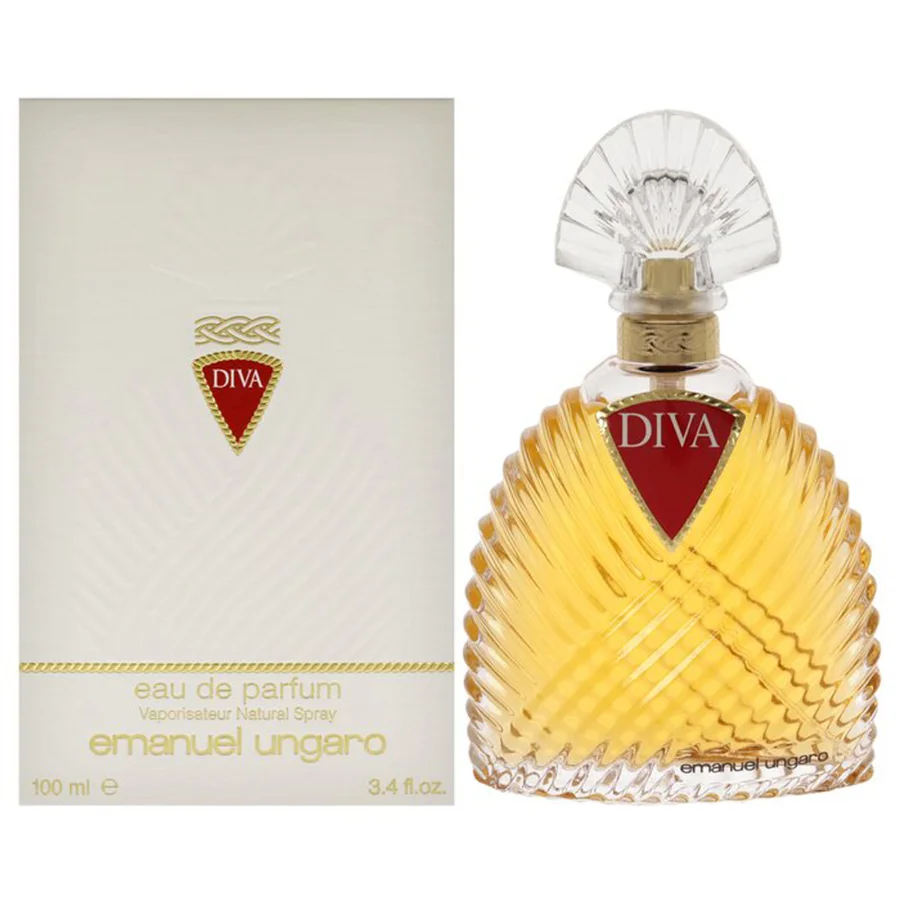 DIVA
eau de parfum
Vaporisateur Natural Spray
emanuel ungaro
100 ml ℮
3.4 fl.oz.
DIVA
emanuel ungaro